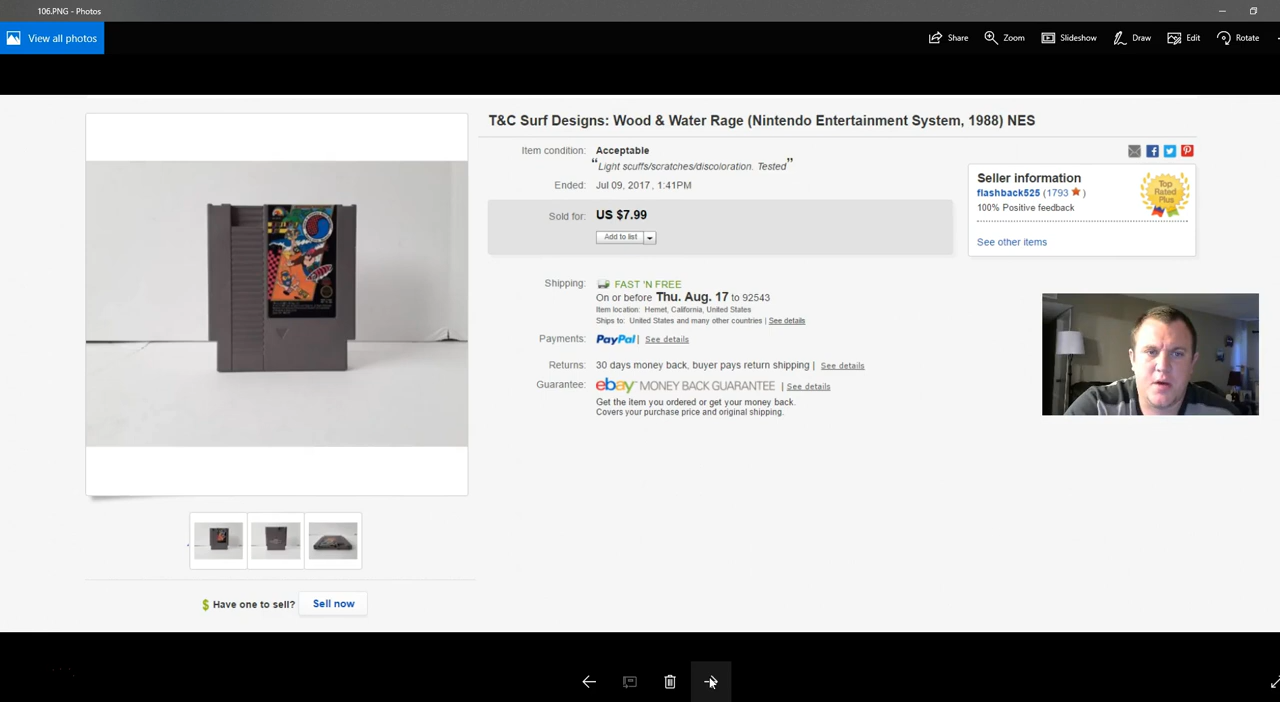 106.PNG - Photos
View all photos
Share
Zoom
Slideshow
Draw
Edit
Rotate
T&C Surf Designs: Wood & Water Rage (Nintendo Entertainment System, 1988) NES
Item condition: Acceptable
“Light scuffs/scratches/discoloration. Tested”
Ended: Jul 09, 2017 , 1:41PM
Sold for: US $7.99
Add to list
Seller information
flashback525 (1793 )
100% Positive feedback
Top Rated Plus
See other items
Shipping: FAST 'N FREE
On or before Thu. Aug. 17 to 92543
Item location: Hemet, California, United States
Ships to: United States and many other countries | See details
Payments: PayPal | See details
Returns: 30 days money back, buyer pays return shipping | See details
Guarantee: ebay MONEY BACK GUARANTEE | See details
Get the item you ordered or get your money back.
Covers your purchase price and original shipping.
$ Have one to sell? Sell now